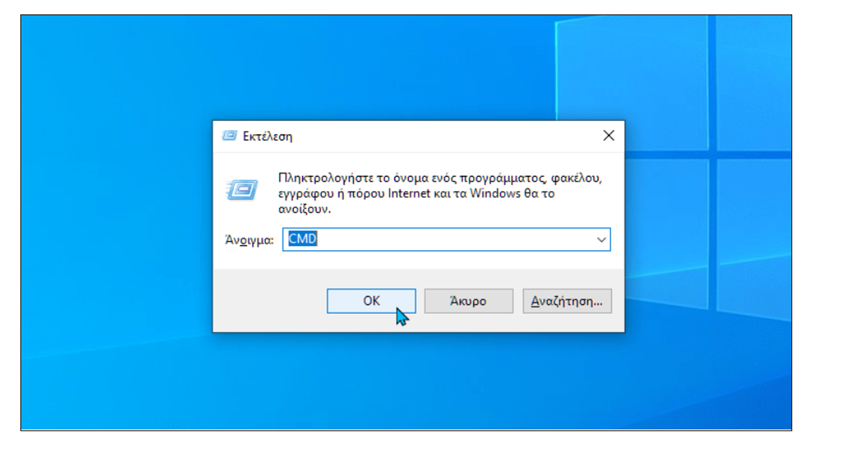 Εκτέλεση
Πληκτρολογήστε το όνομα ενός προγράμματος, φακέλου,
εγγράφου ή πόρου Internet και τα Windows θα το
ανοίξουν.
Άνοιγμα: CMD
OK Άκυρο Αναζήτηση...